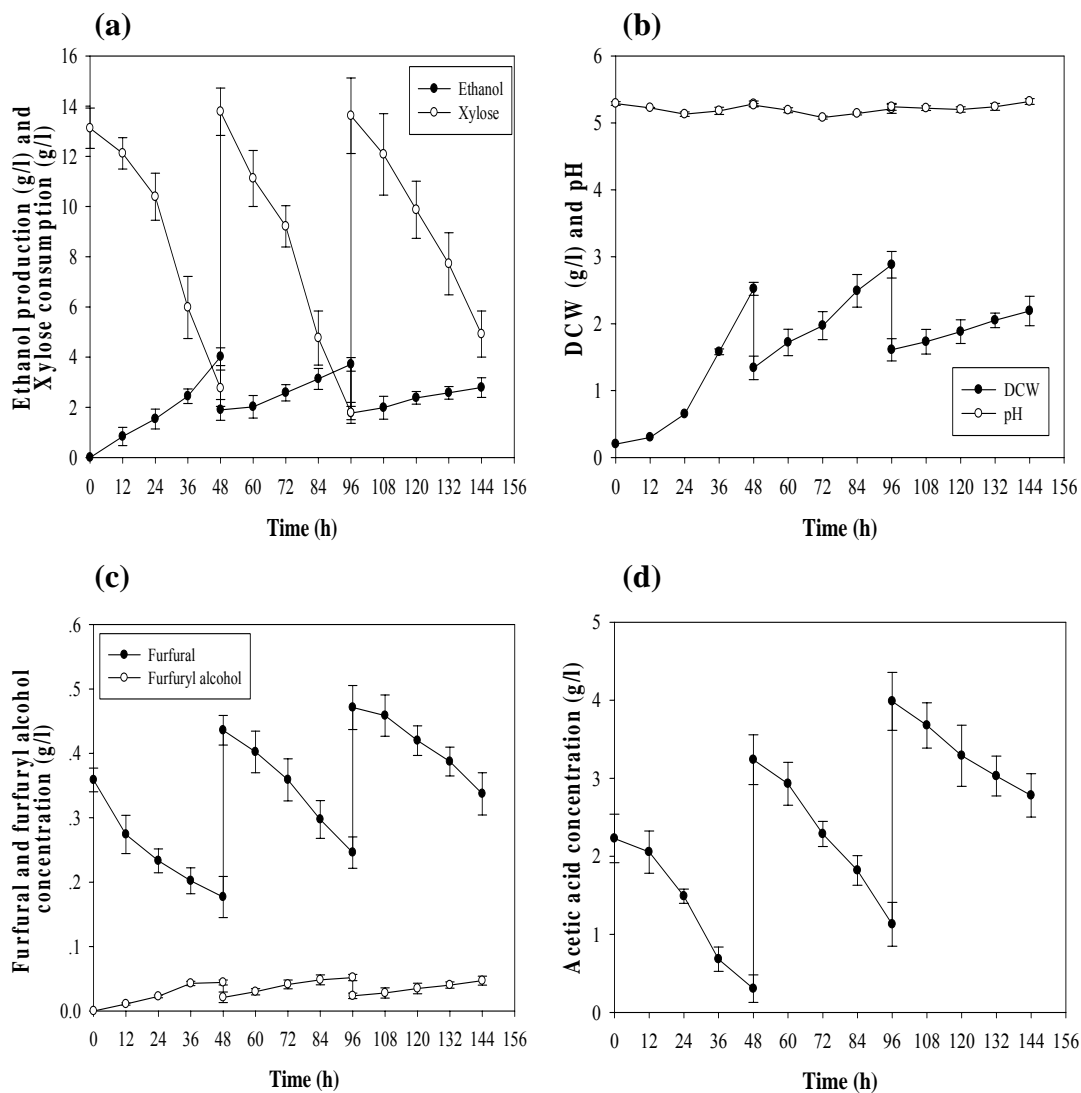 (a)
Ethanol production (g/l) and
Xylose consumption (g/l)
16
14
12
10
8
6
4
2
0
Ethanol
Xylose
0 12 24 36 48 60 72 84 96 108 120 132 144 156
Time (h)
(b)
DCW (g/l) and pH
6
5
4
3
2
1
0
DCW
pH
0 12 24 36 48 60 72 84 96 108 120 132 144 156
Time (h)
(c)
Furfural and furfuryl alcohol
concentration (g/l)
.6
.5
.4
.3
.2
.1
0.0
Furfural
Furfuryl alcohol
0 12 24 36 48 60 72 84 96 108 120 132 144 156
Time (h)
(d)
Acetic acid concentration (g/l)
5
4
3
2
1
0
0 12 24 36 48 60 72 84 96 108 120 132 144 156
Time (h)